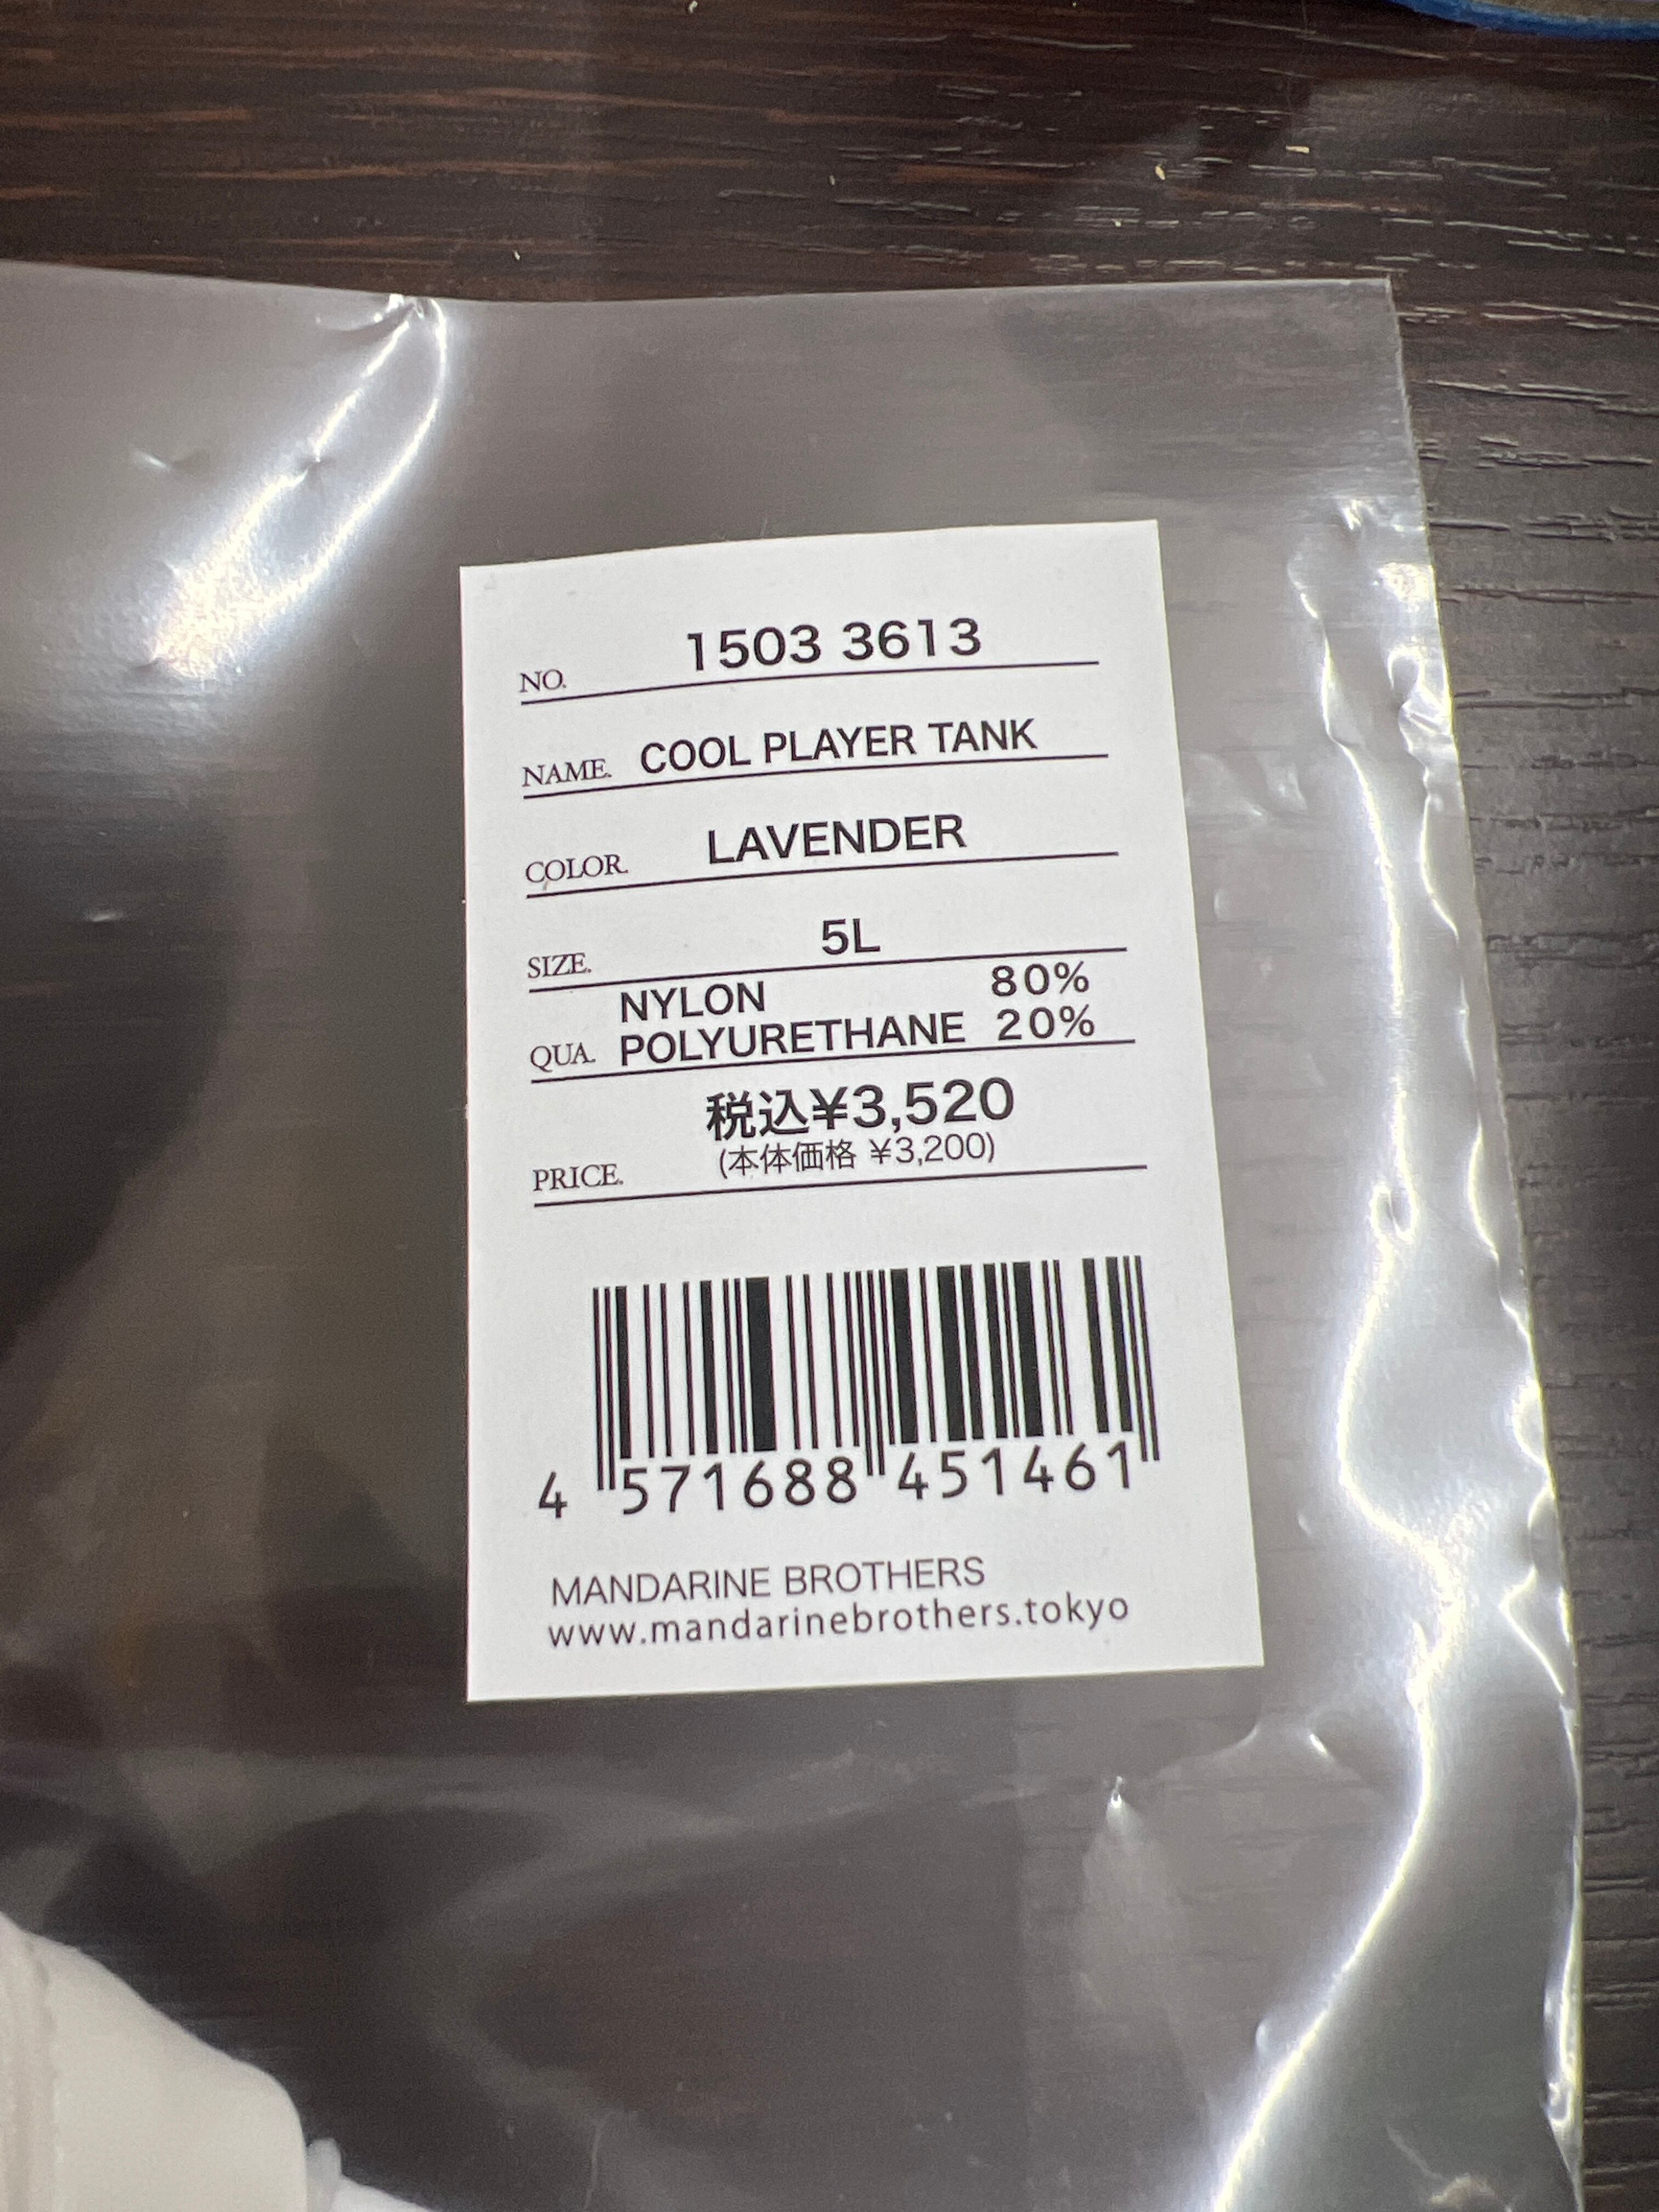 NO. 1503 3613
NAME. COOL PLAYER TANK
COLOR. LAVENDER
SIZE. 5L
NYLON 80%
QUA. POLYURETHANE 20%
税込¥3,520
(本体価格 ¥3,200)
PRICE.
4 571688 451461
MANDARINE BROTHERS
www.mandarinebrothers.tokyo